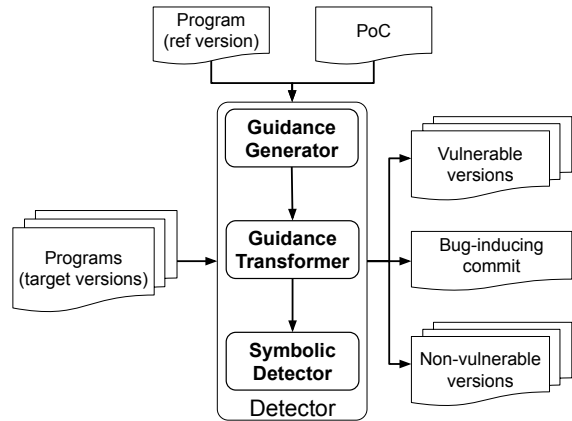 Program
(ref version)
PoC
Guidance
Generator
Vulnerable
versions
Programs
(target versions)
Guidance
Transformer
Bug-inducing
commit
Symbolic
Detector
Non-vulnerable
versions
Detector